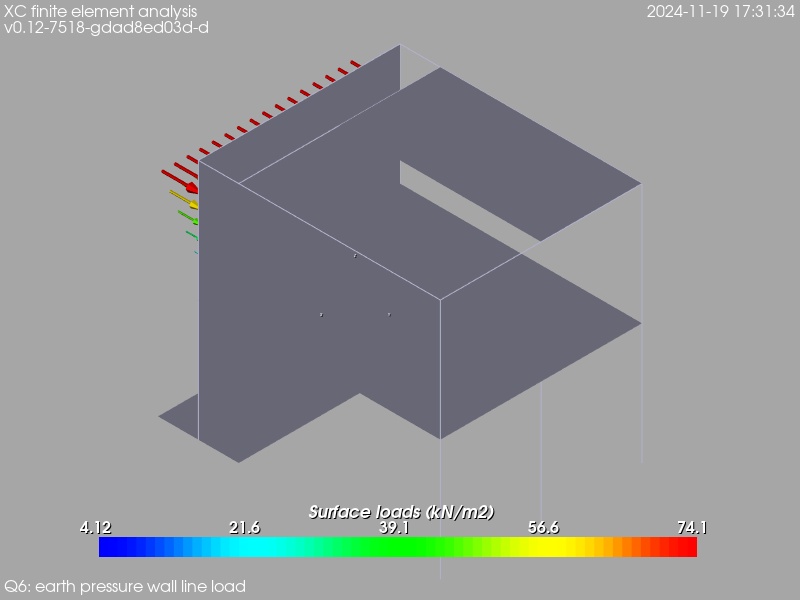 XC finite element analysis
v0.12-7518-gdad8ed03d-d
2024-11-19 17:31:34
Surface loads (kN/m2)
4.12 21.6 39.1 56.6 74.1
Q6: earth pressure wall line load